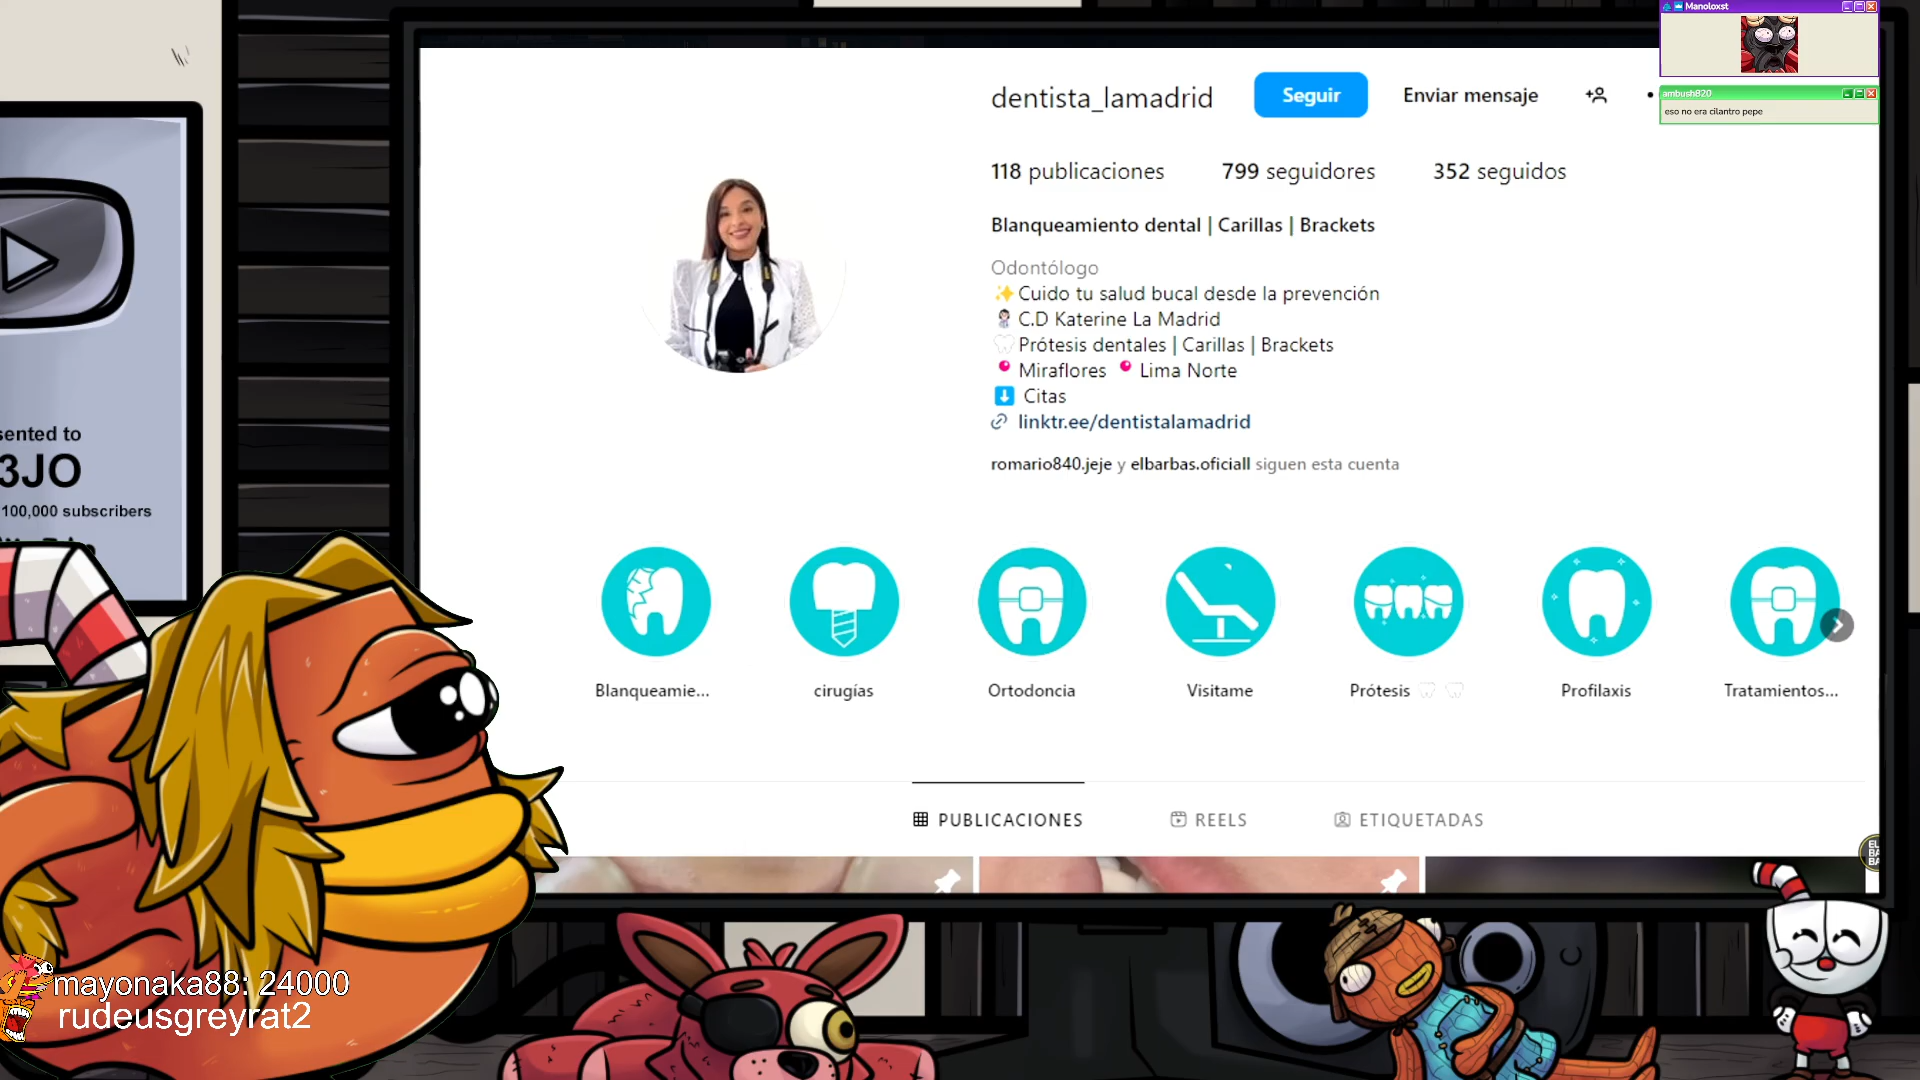 Manoloxst
ambush820
eso no era cilantro pepe
dentista_lamadrid
Seguir
Enviar mensaje
118 publicaciones
799 seguidores
352 seguidos
Blanqueamiento dental | Carillas | Brackets
Odontólogo
✨Cuido tu salud bucal desde la prevención
C.D Katerine La Madrid
Prótesis dentales | Carillas | Brackets
Miraflores 📍 Lima Norte
Citas
linktr.ee/dentistalamadrid
romario840.jeje y elbarbas.oficiall siguen esta cuenta
Blanqueamie...
cirugías
Ortodoncia
Visitame
Prótesis
Profilaxis
Tratamientos...
PUBLICACIONES
REELS
ETIQUETADAS
sented to
3JO
100,000 subscribers
mayonaka88: 24000
rudeusgreyrat2